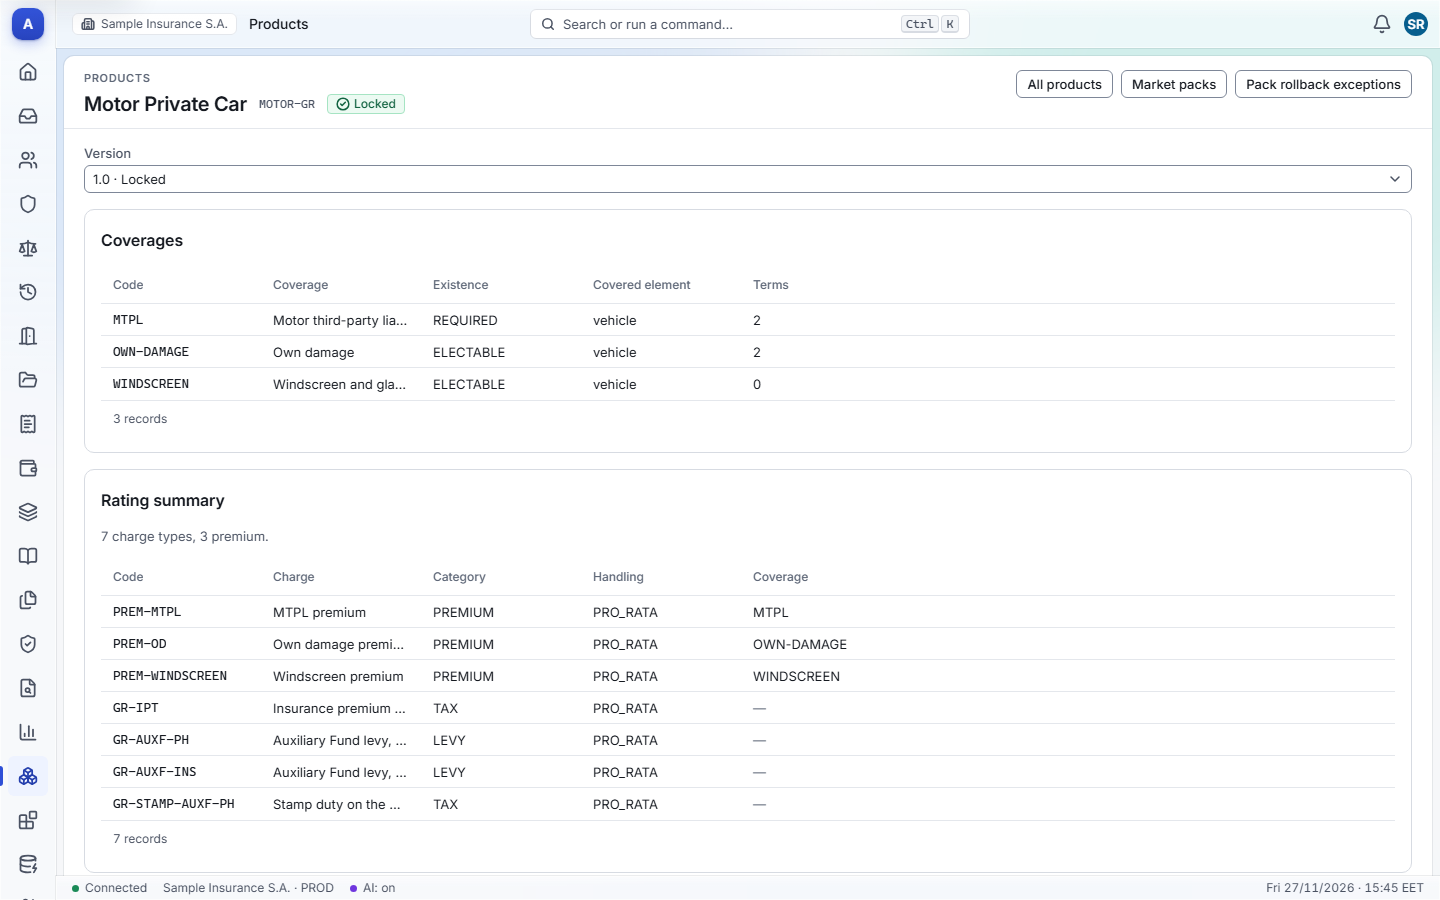 A
Sample Insurance S.A.
Products
Search or run a command...
Ctrl K
SR
PRODUCTS
Motor Private Car MOTOR-GR Locked
All products
Market packs
Pack rollback exceptions
Version
1.0 · Locked
Coverages
Code Coverage Existence Covered element Terms
MTPL Motor third-party lia... REQUIRED vehicle 2
OWN-DAMAGE Own damage ELECTABLE vehicle 2
WINDSCREEN Windscreen and gla... ELECTABLE vehicle 0
3 records
Rating summary
7 charge types, 3 premium.
Code Charge Category Handling Coverage
PREM-MTPL MTPL premium PREMIUM PRO_RATA MTPL
PREM-OD Own damage premi... PREMIUM PRO_RATA OWN-DAMAGE
PREM-WINDSCREEN Windscreen premium PREMIUM PRO_RATA WINDSCREEN
GR-IPT Insurance premium ... TAX PRO_RATA —
GR-AUXF-PH Auxiliary Fund levy, ... LEVY PRO_RATA —
GR-AUXF-INS Auxiliary Fund levy, ... LEVY PRO_RATA —
GR-STAMP-AUXF-PH Stamp duty on the ... TAX PRO_RATA —
7 records
Connected Sample Insurance S.A. · PROD AI: on
Fri 27/11/2026 · 15:45 EET